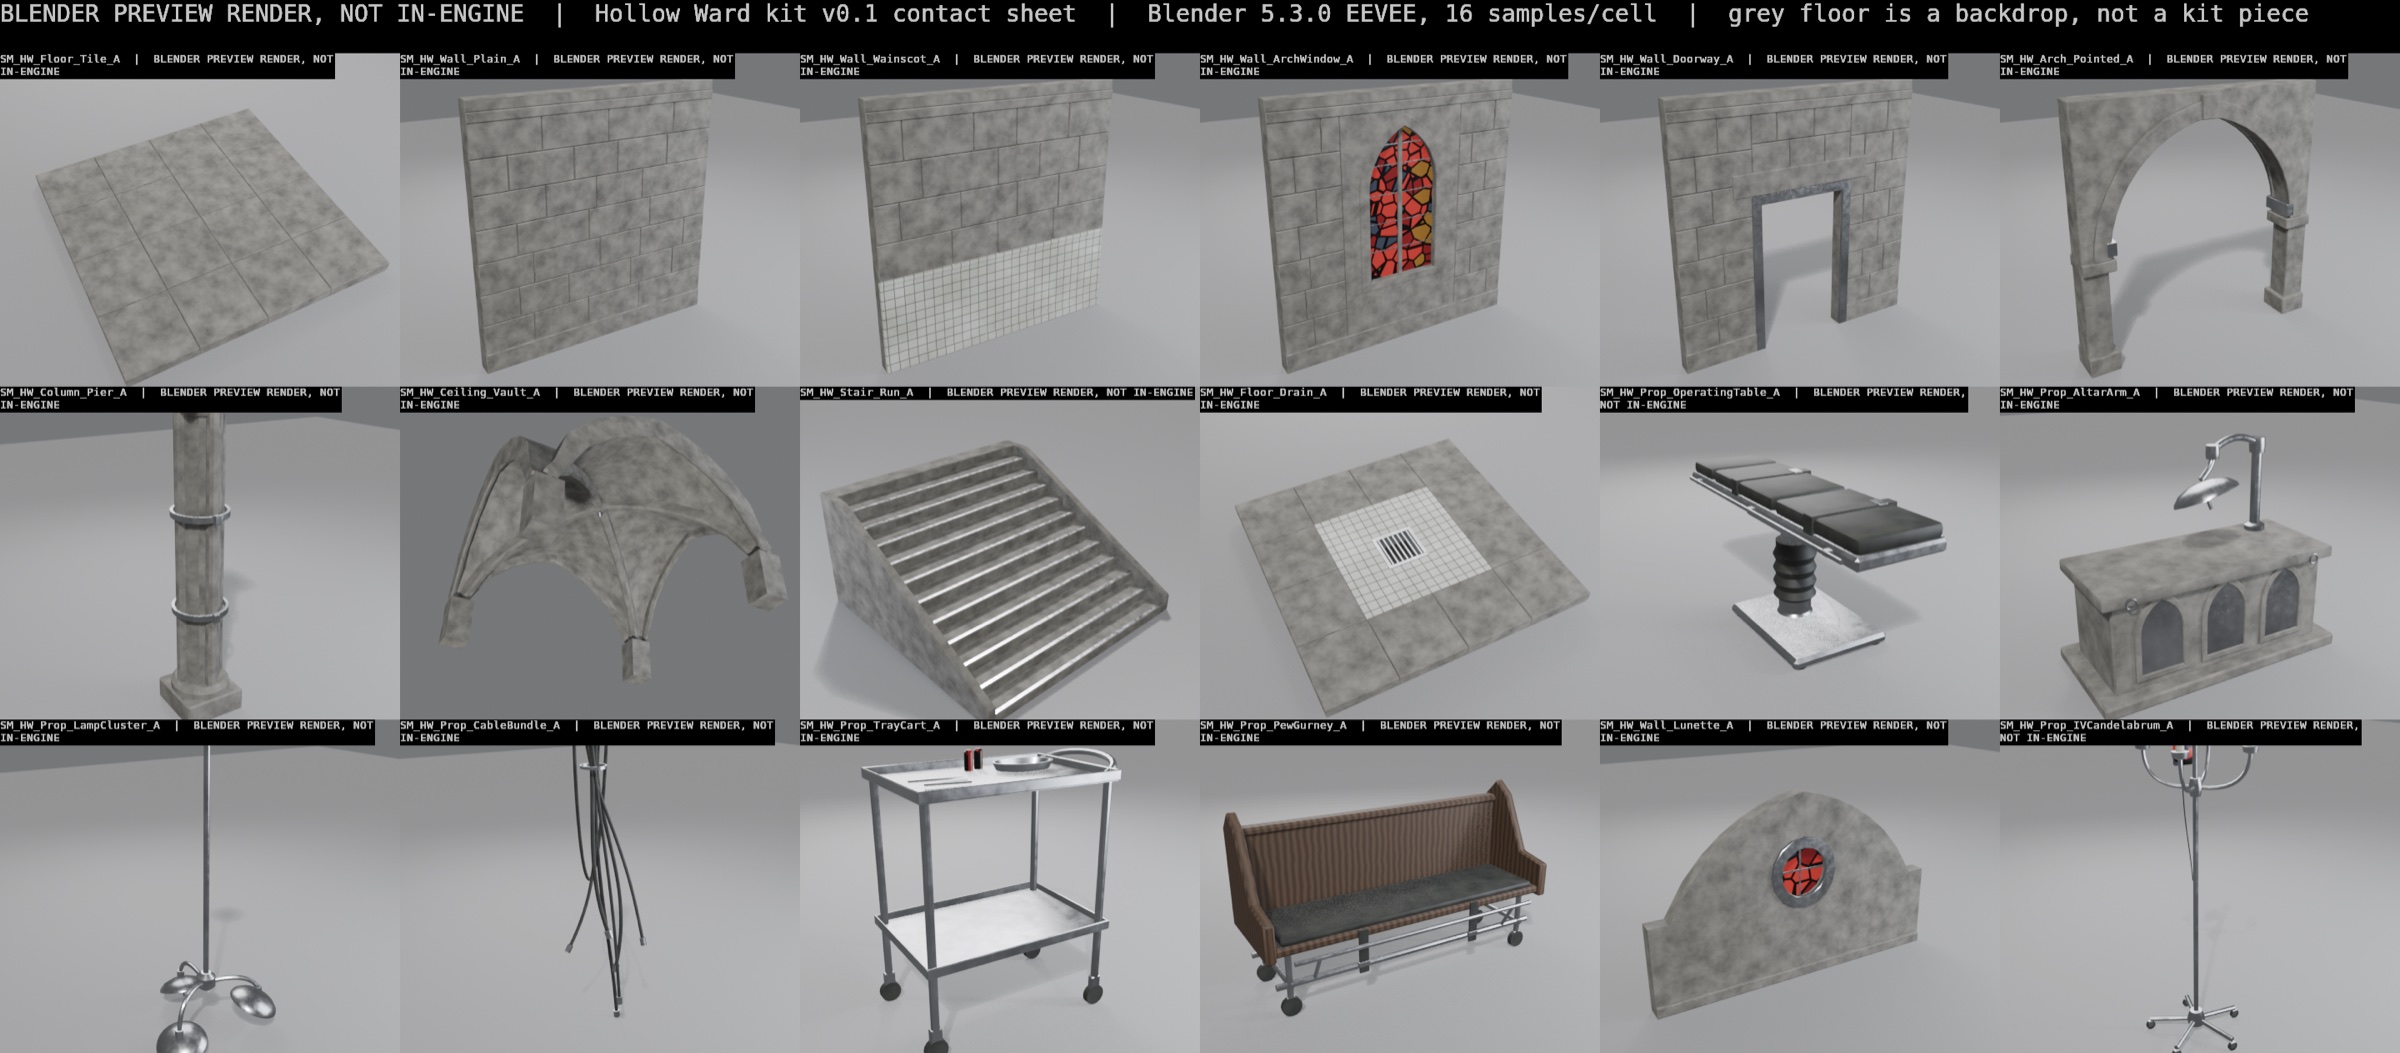 BLENDER PREVIEW RENDER, NOT IN-ENGINE | Hollow Ward kit v0.1 contact sheet | Blender 5.3.0 EEVEE, 16 samples/cell | grey floor is a backdrop, not a kit piece
SM_HW_Floor_Tile_A | BLENDER PREVIEW RENDER, NOT
IN-ENGINE
SM_HW_Wall_Plain_A | BLENDER PREVIEW RENDER, NOT
IN-ENGINE
SM_HW_Wall_Wainscot_A | BLENDER PREVIEW RENDER, NOT
IN-ENGINE
SM_HW_Wall_ArchWindow_A | BLENDER PREVIEW RENDER, NOT
IN-ENGINE
SM_HW_Wall_Doorway_A | BLENDER PREVIEW RENDER, NOT
IN-ENGINE
SM_HW_Arch_Pointed_A | BLENDER PREVIEW RENDER, NOT
IN-ENGINE
SM_HW_Column_Pier_A | BLENDER PREVIEW RENDER, NOT
IN-ENGINE
SM_HW_Ceiling_Vault_A | BLENDER PREVIEW RENDER, NOT
IN-ENGINE
SM_HW_Stair_Run_A | BLENDER PREVIEW RENDER, NOT IN-ENGINE
SM_HW_Floor_Drain_A | BLENDER PREVIEW RENDER, NOT
IN-ENGINE
SM_HW_Prop_OperatingTable_A | BLENDER PREVIEW RENDER,
NOT IN-ENGINE
SM_HW_Prop_AltarArm_A | BLENDER PREVIEW RENDER, NOT
IN-ENGINE
SM_HW_Prop_LampCluster_A | BLENDER PREVIEW RENDER, NOT
IN-ENGINE
SM_HW_Prop_CableBundle_A | BLENDER PREVIEW RENDER, NOT
IN-ENGINE
SM_HW_Prop_TrayCart_A | BLENDER PREVIEW RENDER, NOT
IN-ENGINE
SM_HW_Prop_PewGurney_A | BLENDER PREVIEW RENDER, NOT
IN-ENGINE
SM_HW_Wall_Lunette_A | BLENDER PREVIEW RENDER, NOT
IN-ENGINE
SM_HW_Prop_IVCandelabrum_A | BLENDER PREVIEW RENDER,
NOT IN-ENGINE